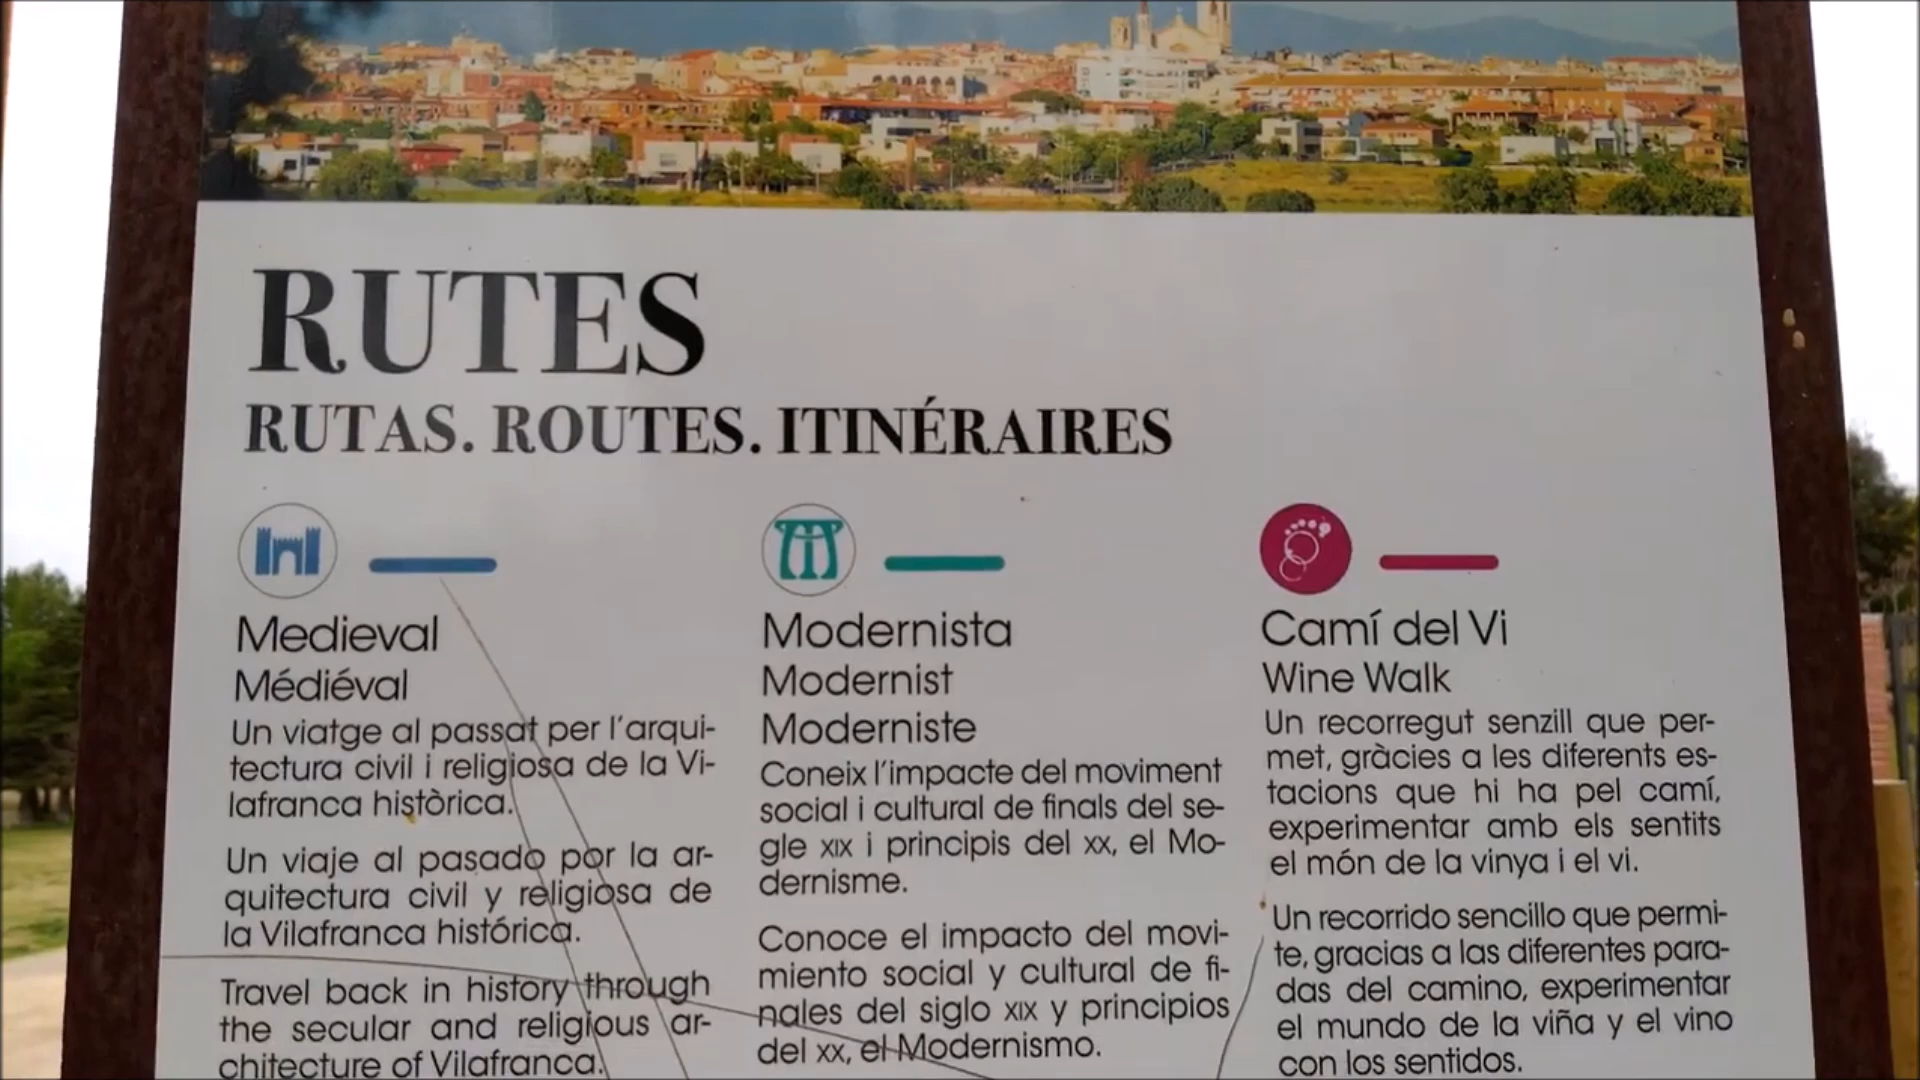 RUTES
RUTAS. ROUTES. ITINÉRAIRES
Medieval
Médiéval
Un viatge al passat per l'arqui-
tectura civil i religiosa de la Vi-
lafranca històrica.
Un viaje al pasado por la ar-
quitectura civil y religiosa de
la Vilafranca histórica.
Travel back in history through
the secular and religious ar-
chitecture of Vilafranca.
Modernista
Modernist
Moderniste
Coneix l'impacte del moviment
social i cultural de finals del se-
gle XIX i principis del XX, el Mo-
dernisme.
Conoce el impacto del movi-
miento social y cultural de fi-
nales del siglo XIX y principios
del XX, el Modernismo.
Camí del Vi
Wine Walk
Un recorregut senzill que per-
met, gràcies a les diferents es-
tacions que hi ha pel camí,
experimentar amb els sentits
el món de la vinya i el vi.
Un recorrido sencillo que permi-
te, gracias a las diferentes para-
das del camino, experimentar
el mundo de la viña y el vino
con los sentidos.